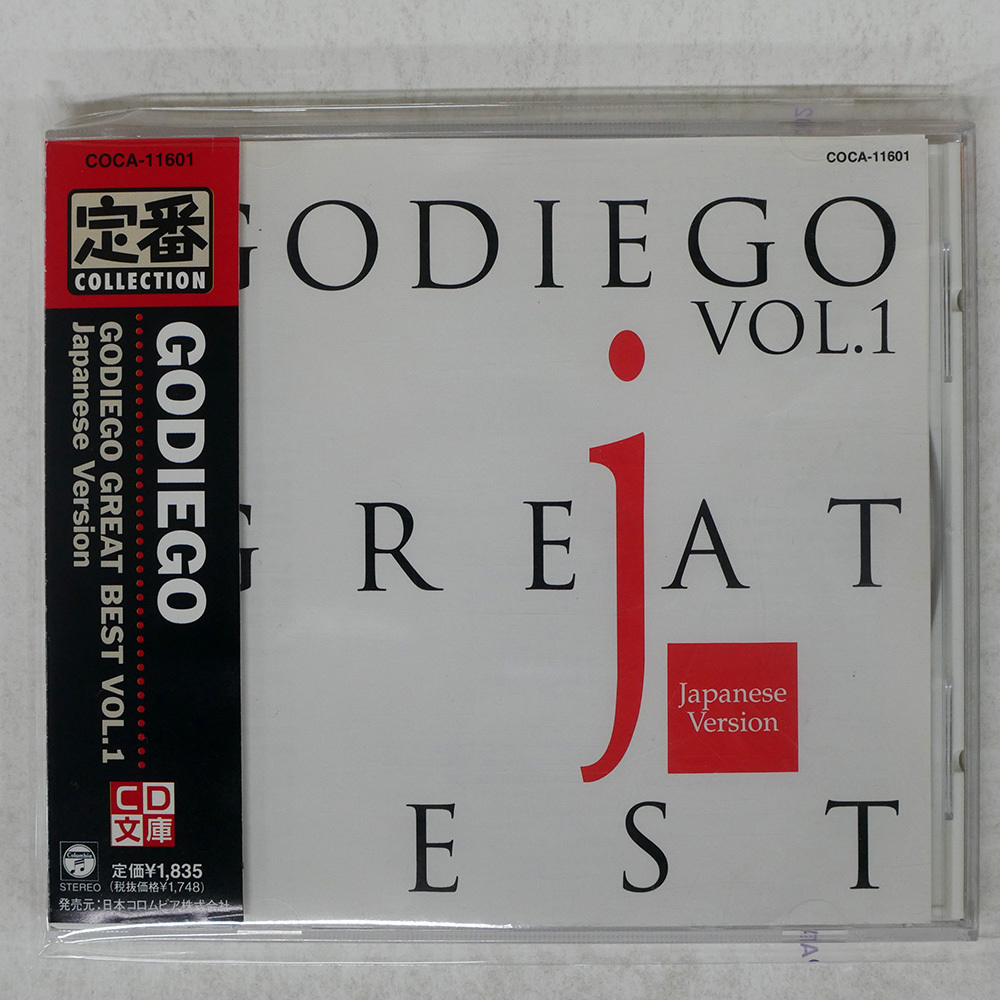 COCA-11601
定番
COLLECTION
GODIEGO
GODIEGO GREAT BEST VOL.1
Japanese Version
CD
文庫
Columbia
STEREO
定価¥1,835
(税抜価格¥1,748)
発売元:日本コロムビア株式会社
COCA-11601
GODIEGO
VOL.1
j
GREAT
Japanese
Version
EST